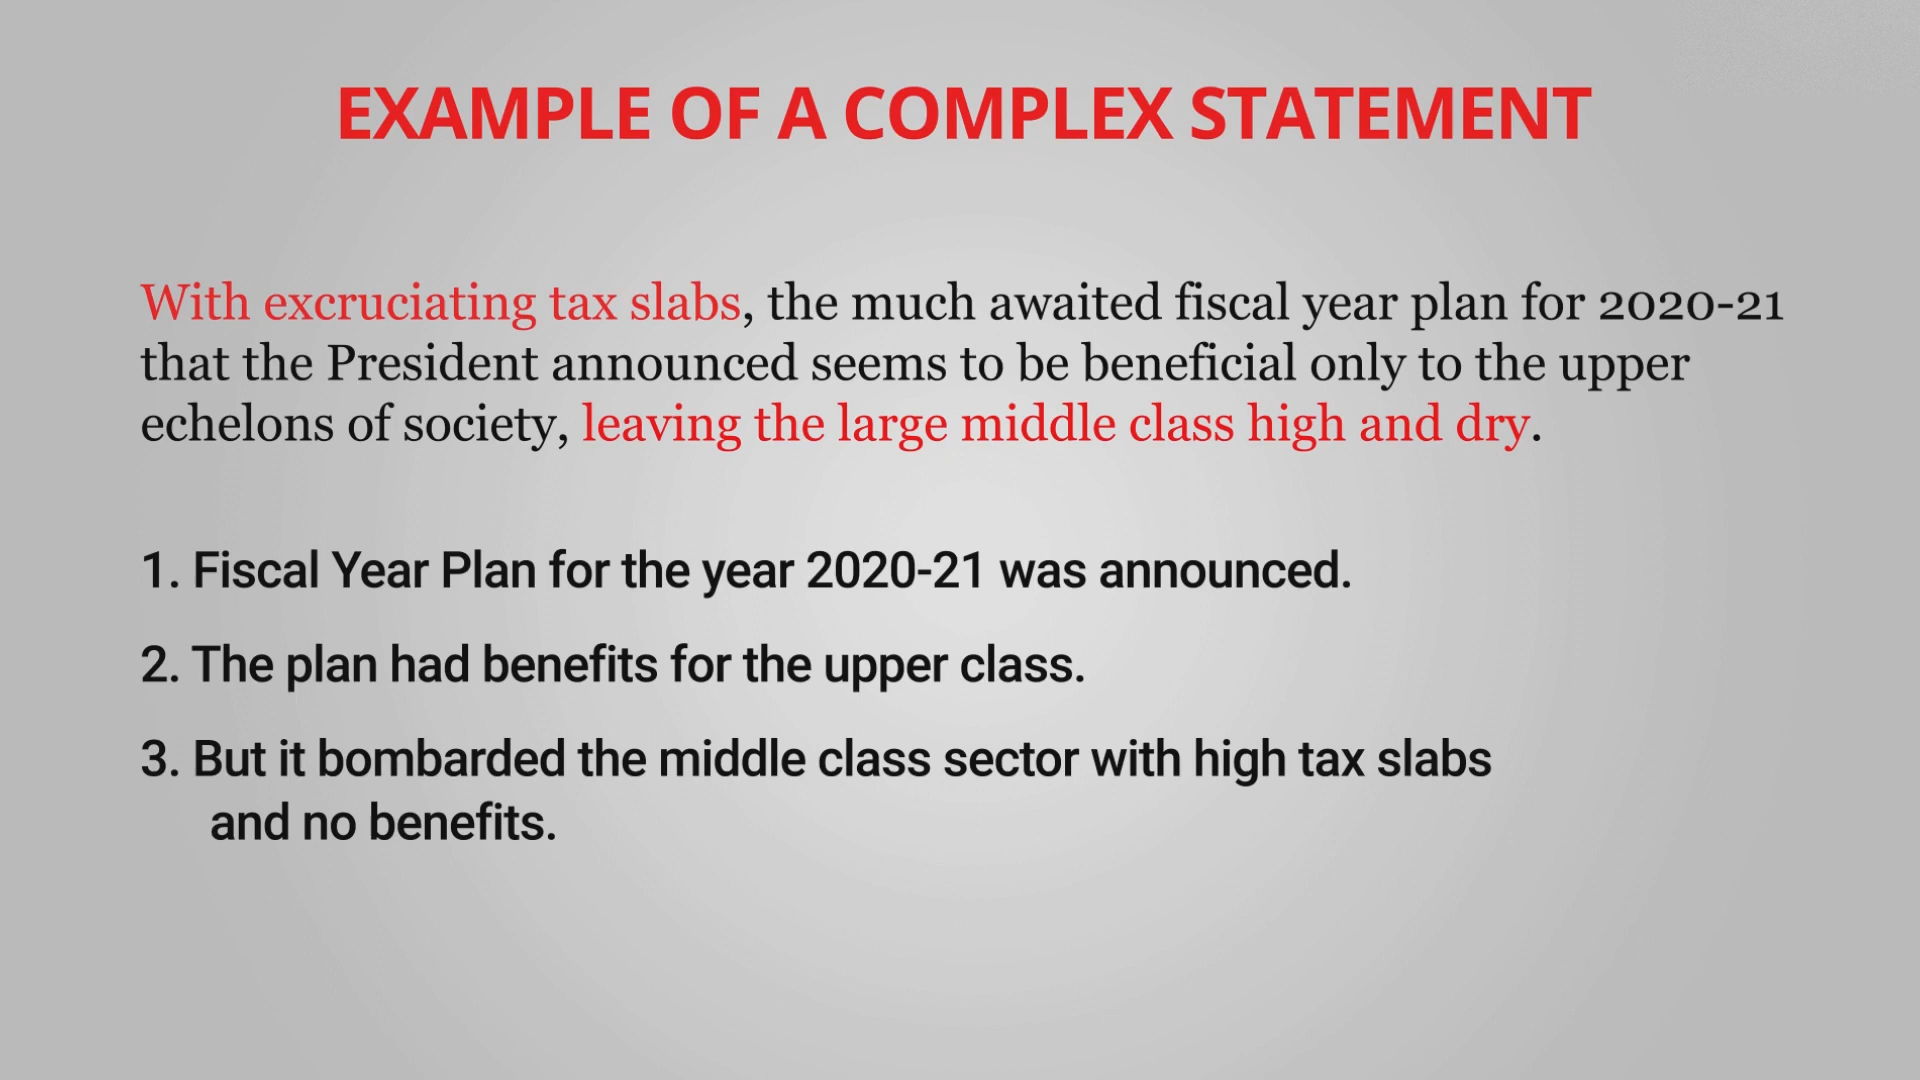 EXAMPLE OF A COMPLEX STATEMENT
With excruciating tax slabs, the much awaited fiscal year plan for 2020-21
that the President announced seems to be beneficial only to the upper
echelons of society, leaving the large middle class high and dry.
1. Fiscal Year Plan for the year 2020-21 was announced.
2. The plan had benefits for the upper class.
3. But it bombarded the middle class sector with high tax slabs
and no benefits.